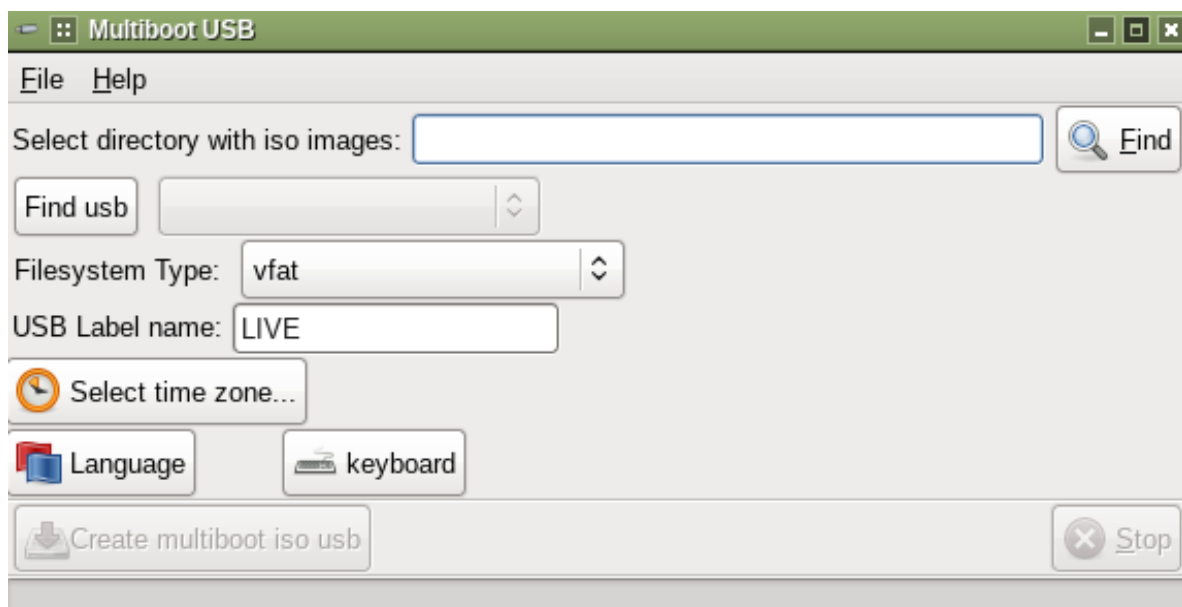 Multiboot USB
File Help
Select directory with iso images: Find
Find usb
Filesystem Type: vfat
USB Label name: LIVE
Select time zone...
Language keyboard
Create multiboot iso usb Stop